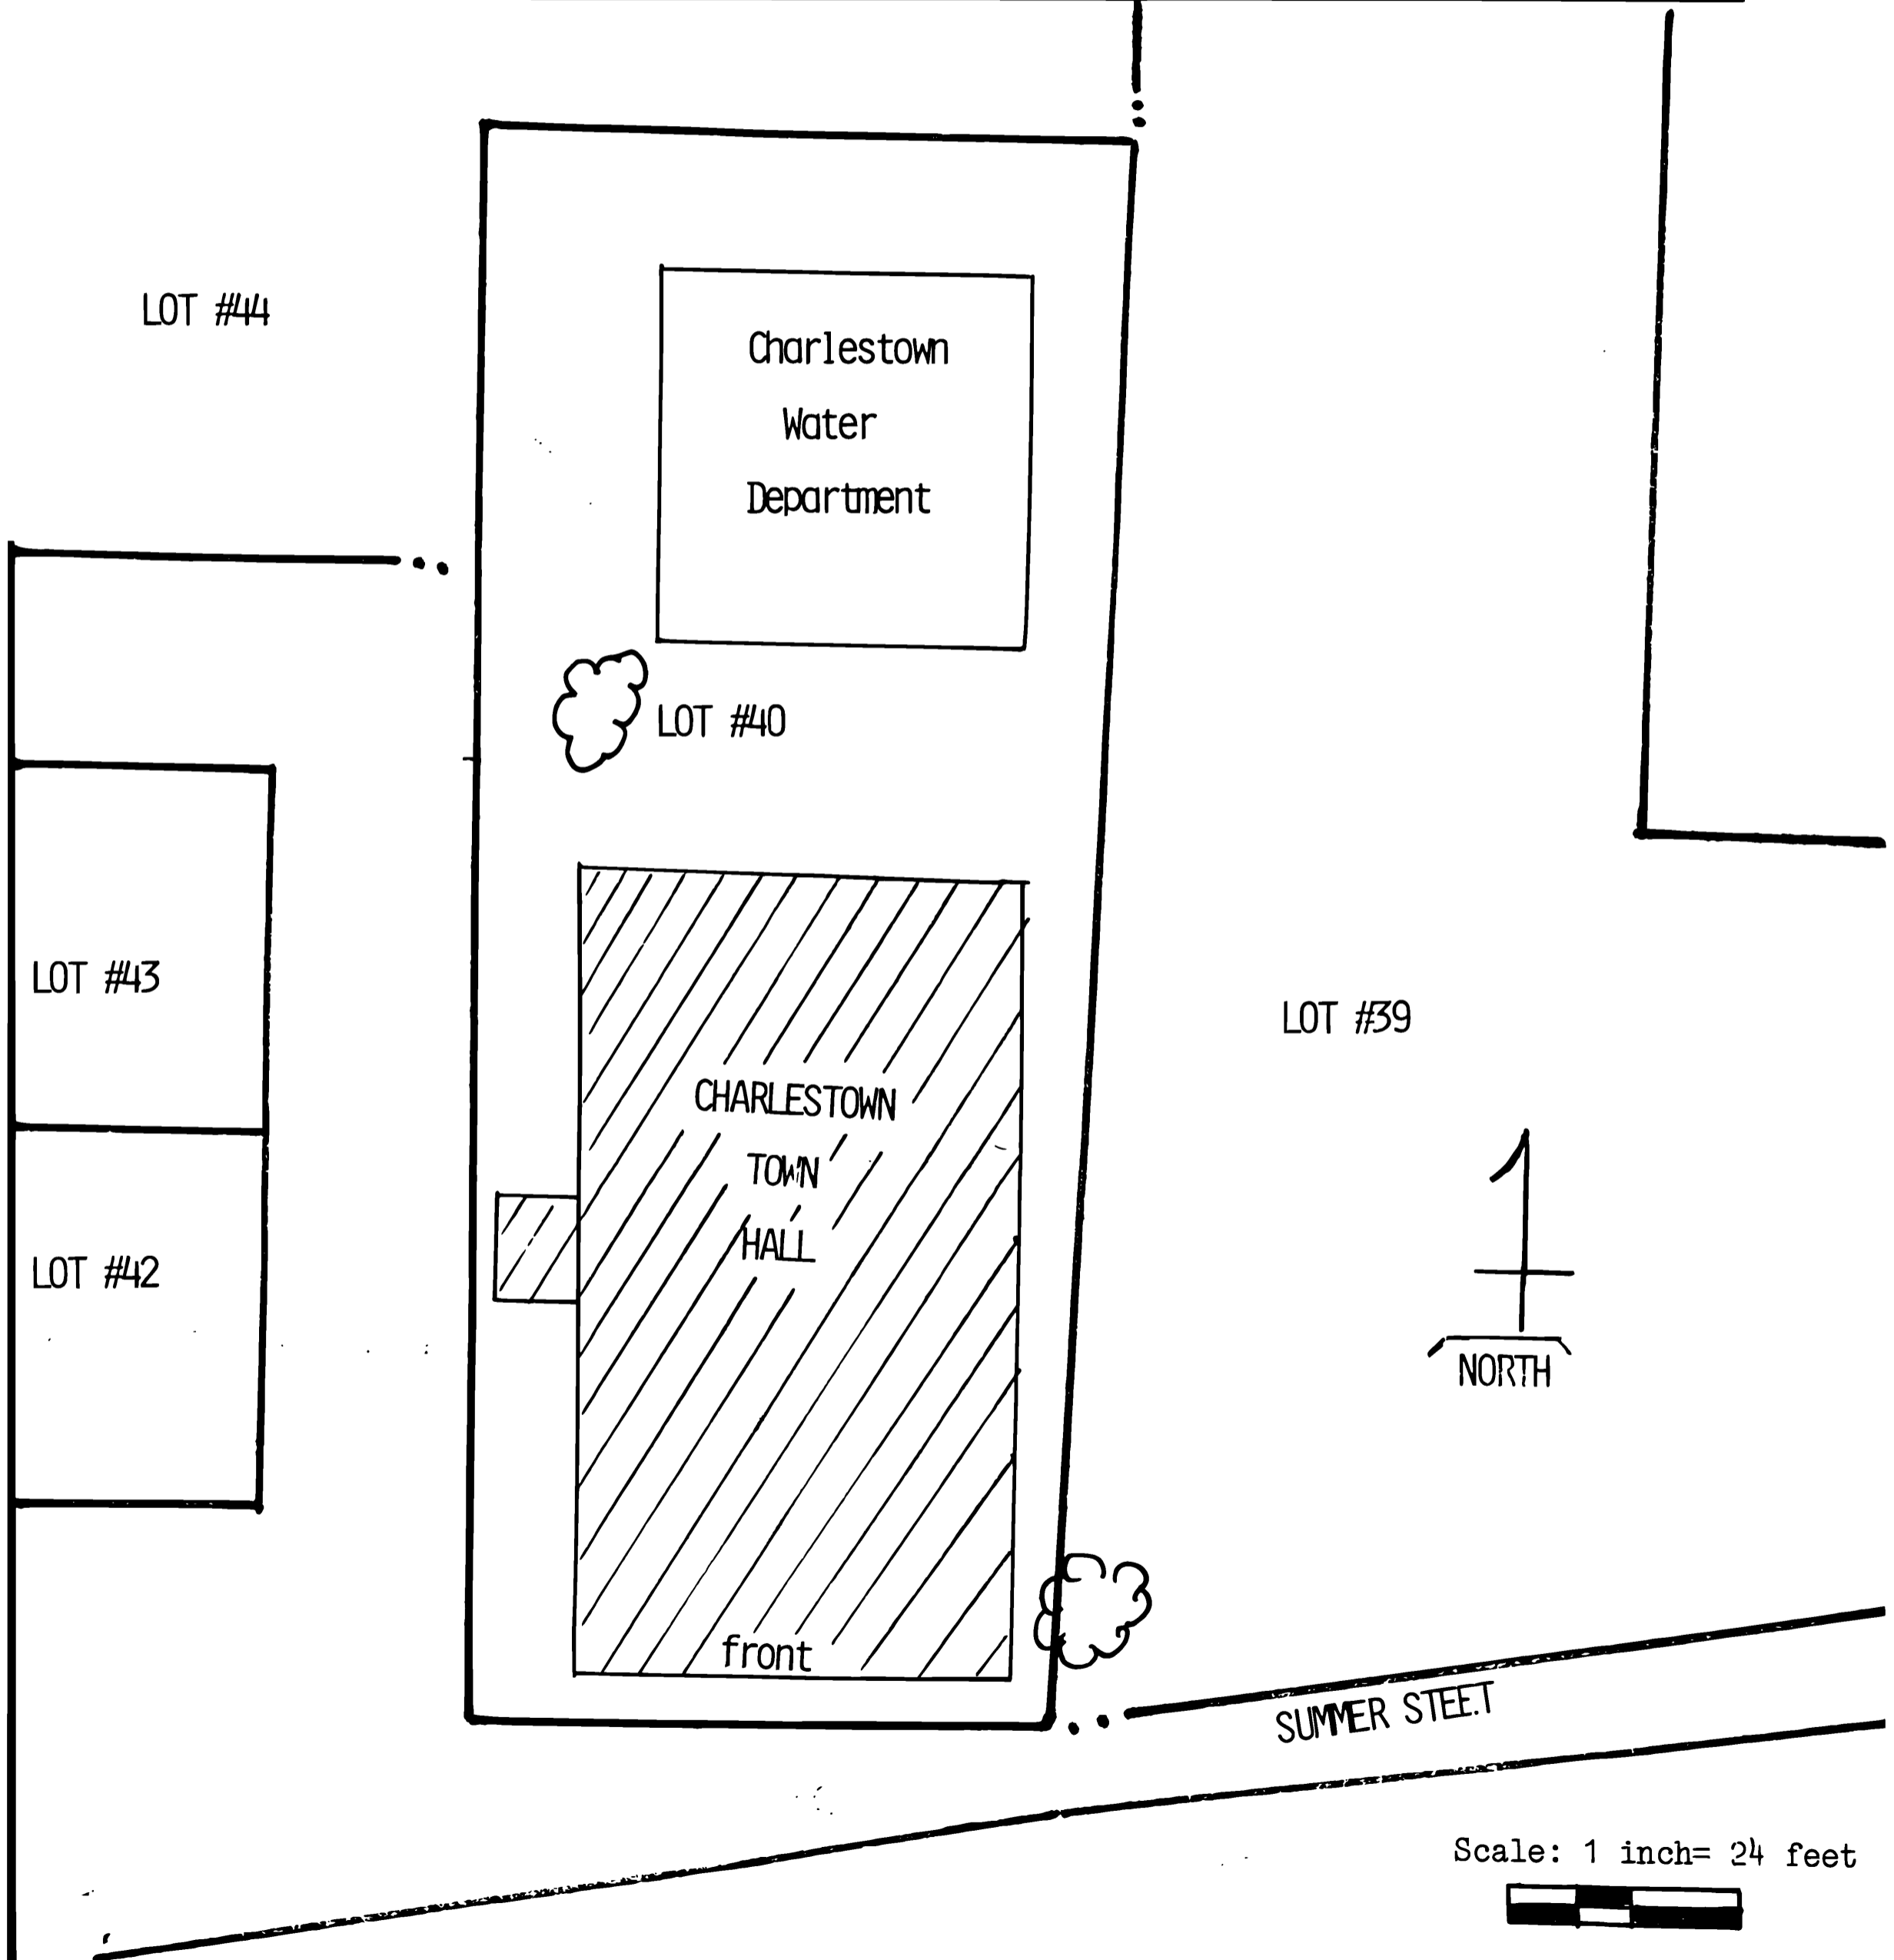 LOT #44
Charlestown
Water
Department
LOT #40
LOT #43
LOT #39
CHARLESTOWN
TOWN
HALL
LOT #42
NORTH
front
SUMMER STEET
Scale: 1 inch= 24 feet